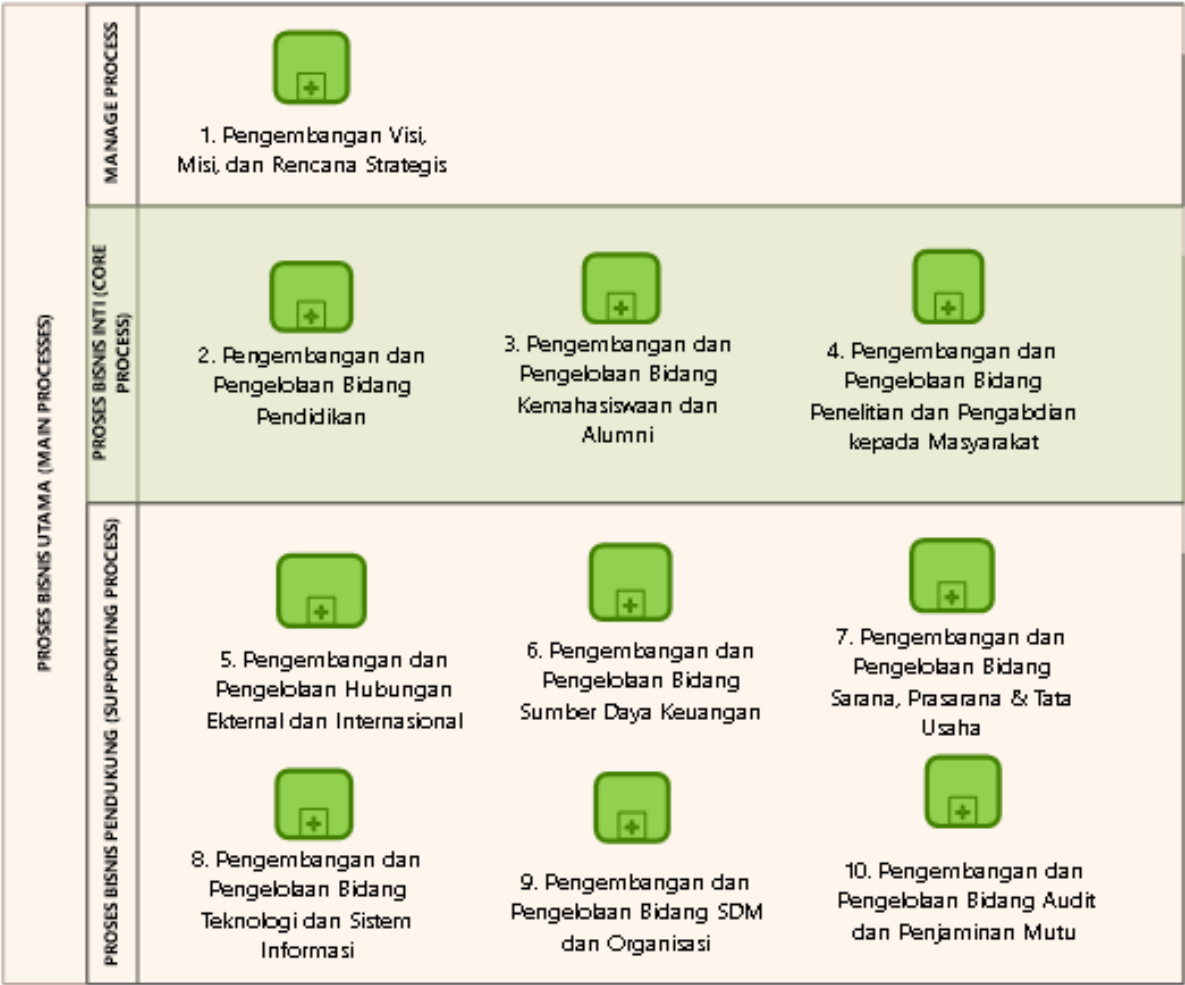 PROSES BISNIS UTAMA (MAIN PROCESSES)
MANAGE PROCESS
1. Pengembangan Visi,
Misi, dan Rencana Strategis
PROSES BISNIS INTI (CORE
PROCESS)
2. Pengembangan dan
Pengelolaan Bidang
Pendidikan
3. Pengembangan dan
Pengelolaan Bidang
Kemahasiswaan dan
Alumni
4. Pengembangan dan
Pengelolaan Bidang
Penelitian dan Pengabdian
kepada Masyarakat
PROSES BISNIS PENDUKUNG (SUPPORTING PROCESS)
5. Pengembangan dan
Pengelolaan Hubungan
Ekternal dan Internasional
6. Pengembangan dan
Pengelolaan Bidang
Sumber Daya Keuangan
7. Pengembangan dan
Pengelolaan Bidang
Sarana, Prasarana & Tata
Usaha
8. Pengembangan dan
Pengelolaan Bidang
Teknologi dan Sistem
Informasi
9. Pengembangan dan
Pengelolaan Bidang SDM
dan Organisasi
10. Pengembangan dan
Pengelolaan Bidang Audit
dan Penjaminan Mutu